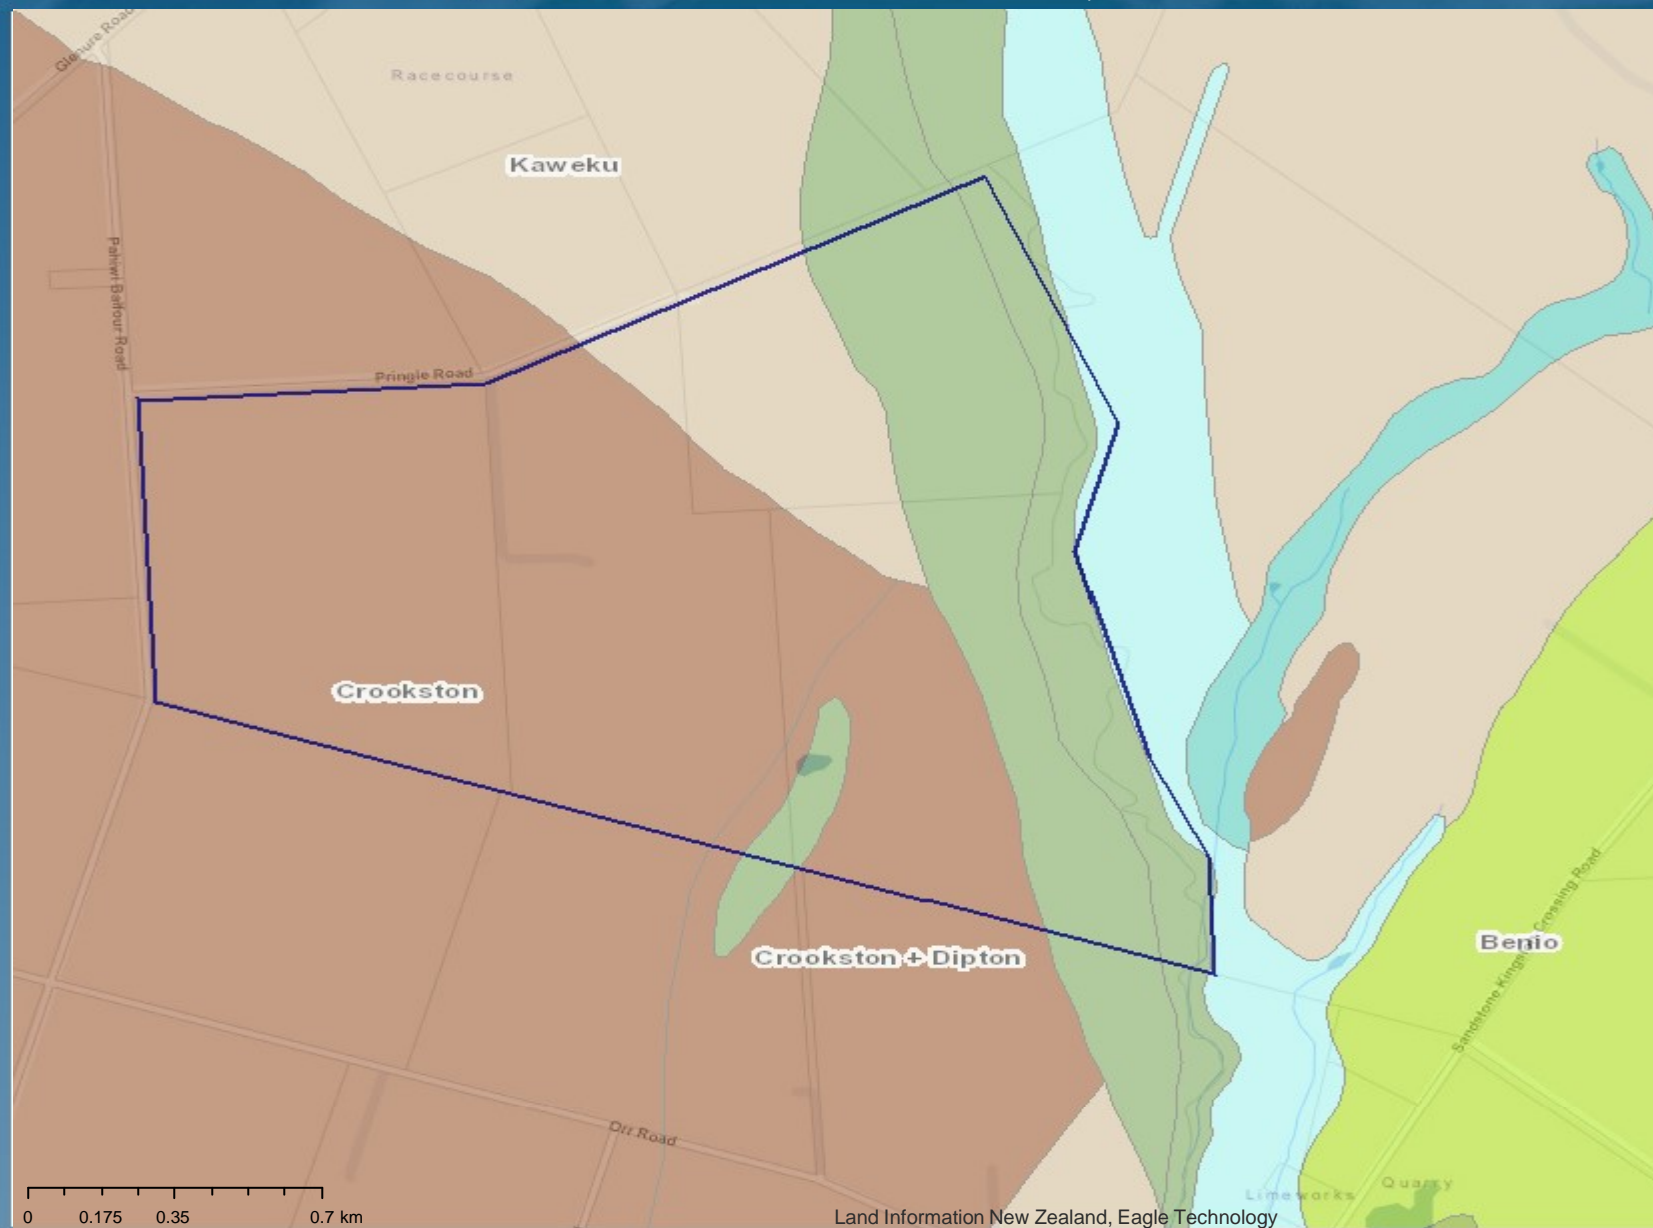 Glenure Road
Racecourse
Kaweku
Pahiwi Balfour Road
Pringle Road
Crookston
Crookston + Dipton
Benio
Sandstone Kings Crossing Road
Orr Road
Limeworks
Quarry
0 0.175 0.35 0.7 km
Land Information New Zealand, Eagle Technology